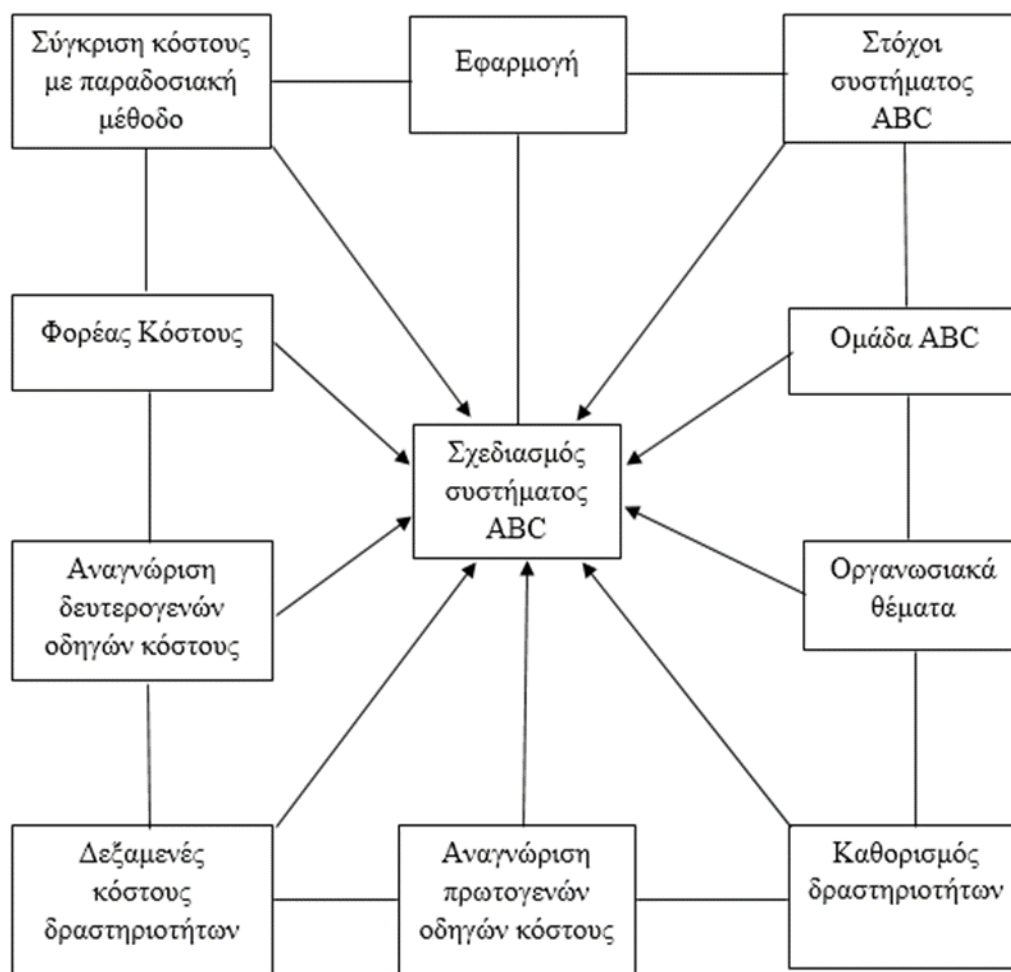 Σύγκριση κόστους
με παραδοσιακή
μέθοδο
Εφαρμογή
Στόχοι
συστήματος
ABC
Φορέας Κόστους
Ομάδα ABC
Σχεδιασμός
συστήματος
ABC
Αναγνώριση
δευτερογενών
οδηγών κόστους
Οργανωσιακά
θέματα
Δεξαμενές
κόστους
δραστηριοτήτων
Αναγνώριση
πρωτογενών
οδηγών κόστους
Καθορισμός
δραστηριοτήτων